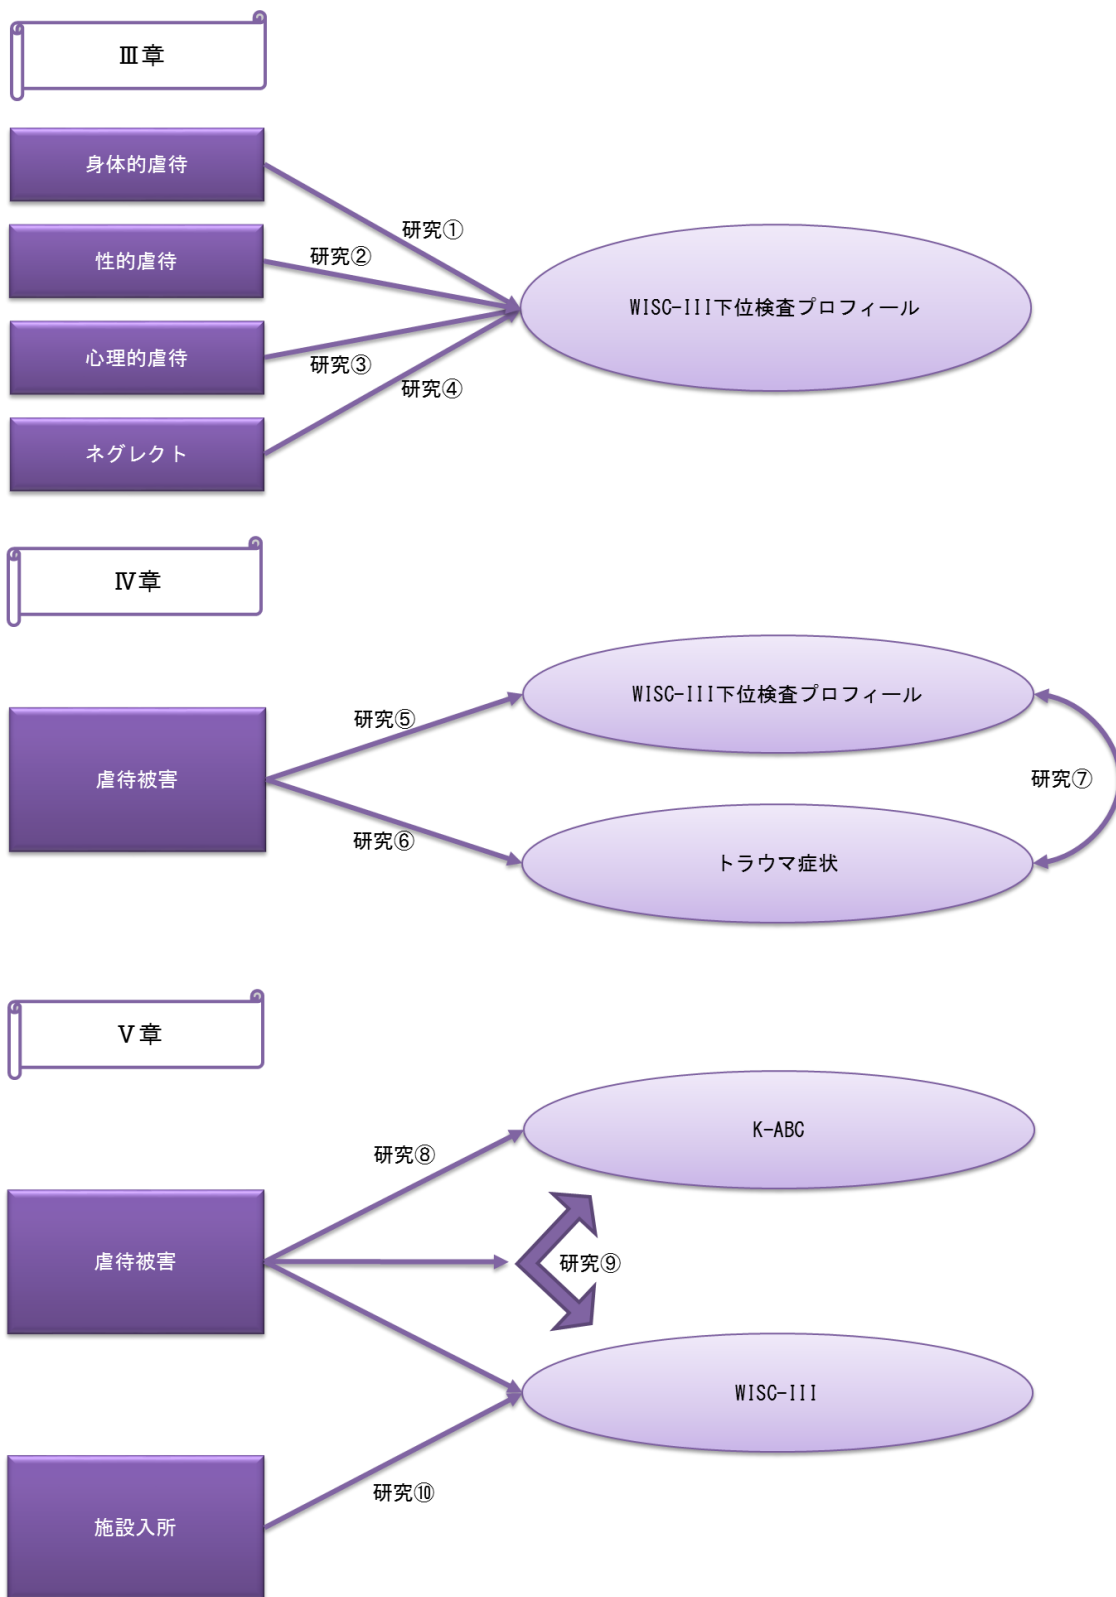 Ⅲ章
身体的虐待
研究①
性的虐待
研究②
WISC-III下位検査プロフィール
心理的虐待
研究③
研究④
ネグレクト
Ⅳ章
WISC-III下位検査プロフィール
研究⑤
虐待被害
研究⑦
研究⑥
トラウマ症状
Ⅴ章
K-ABC
研究⑧
虐待被害
研究⑨
WISC-III
研究⑩
施設入所